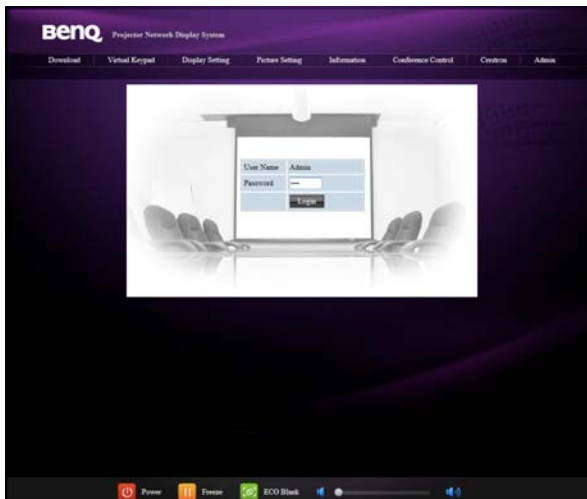 BenQ Projector Network Display System
Download Virtual Keypad Display Setting Picture Setting Information Conference Control Crestron Admin
User Name Admin
Password
Login
Power Freeze ECO Blank